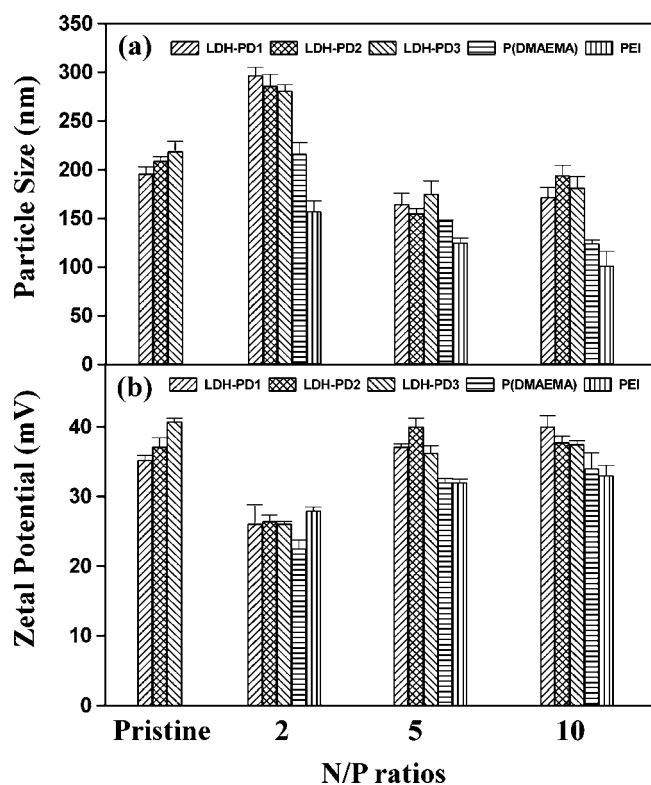 (a) LDH-PD1 LDH-PD2 LDH-PD3 P(DMAEMA) PEI
350
300
250
200
150
100
50
0
Particle Size (nm)
(b) LDH-PD1 LDH-PD2 LDH-PD3 P(DMAEMA) PEI
40
30
20
10
0
Zetal Potential (mV)
Pristine 2 5 10
N/P ratios